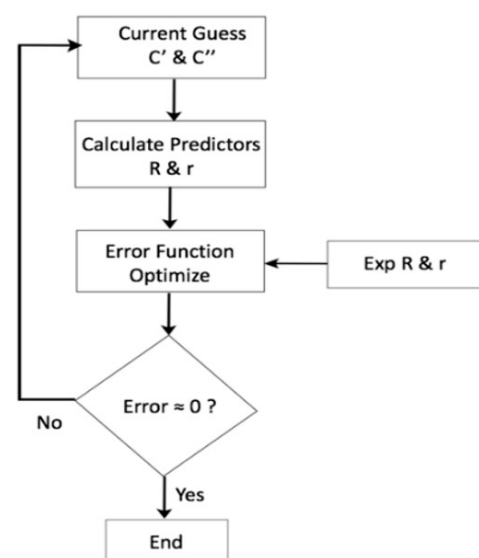 Current Guess
C’ & C’’
Calculate Predictors
R & r
Error Function
Optimize
Exp R & r
Error ≈ 0 ?
No
Yes
End